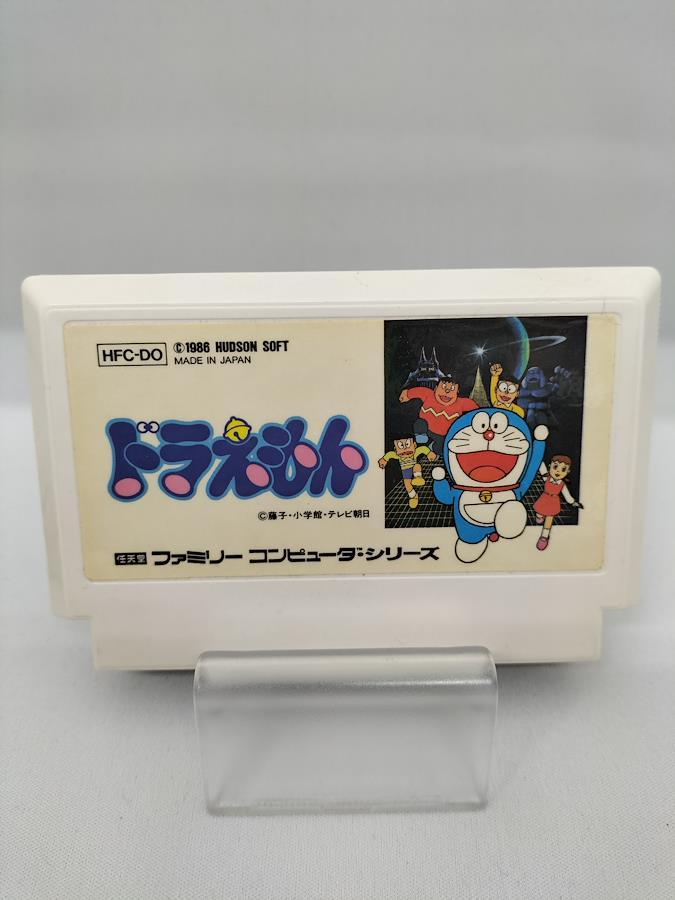 HFC-DO
©1986 HUDSON SOFT
MADE IN JAPAN
ドラえもん
©藤子・小学館・テレビ朝日
任天堂 ファミリー コンピュータ・シリーズ